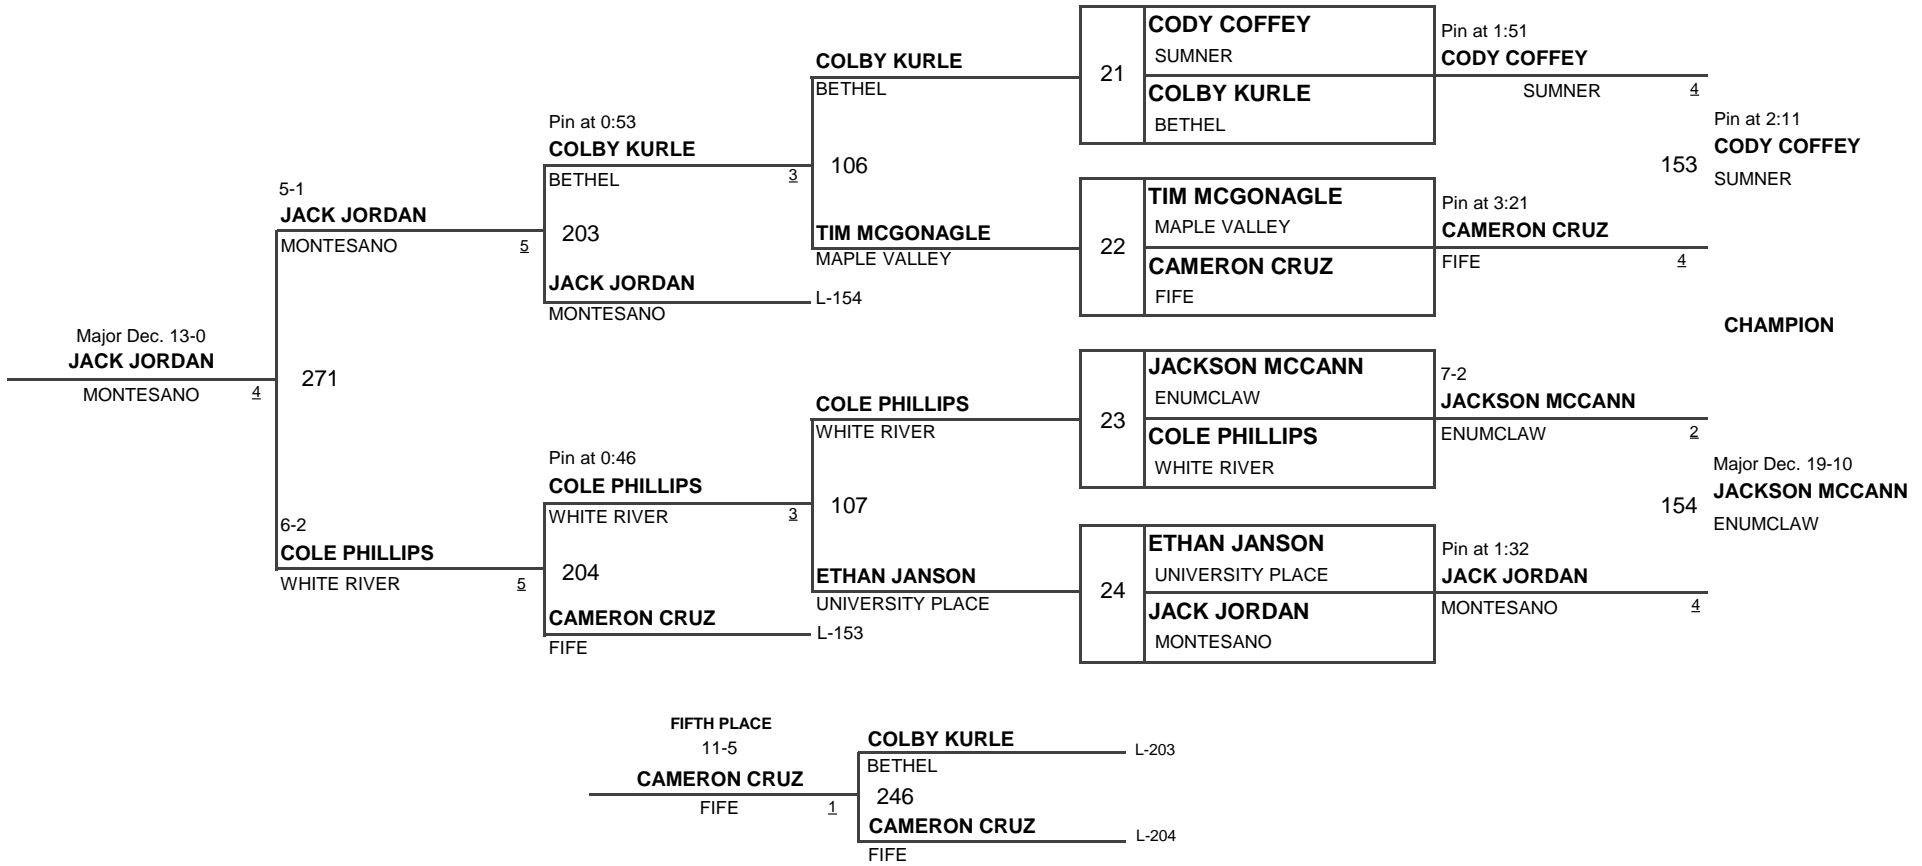 CODY COFFEY
SUMNER
21
COLBY KURLE
BETHEL
Pin at 1:51
CODY COFFEY
SUMNER 4
Pin at 2:11
153 CODY COFFEY
SUMNER
TIM MCGONAGLE
MAPLE VALLEY
22
CAMERON CRUZ
FIFE
Pin at 3:21
CAMERON CRUZ
FIFE 4
CHAMPION
JACKSON MCCANN
ENUMCLAW
23
COLE PHILLIPS
WHITE RIVER
7-2
JACKSON MCCANN
ENUMCLAW 2
Major Dec. 19-10
154 JACKSON MCCANN
ENUMCLAW
ETHAN JANSON
UNIVERSITY PLACE
24
JACK JORDAN
MONTESANO
Pin at 1:32
JACK JORDAN
MONTESANO 4
COLBY KURLE
BETHEL
106
TIM MCGONAGLE
MAPLE VALLEY
Pin at 0:53
COLBY KURLE
BETHEL 3
203
JACK JORDAN
MONTESANO
L-154
5-1
JACK JORDAN
MONTESANO 5
Major Dec. 13-0
JACK JORDAN
MONTESANO 4
271
COLE PHILLIPS
WHITE RIVER
107
ETHAN JANSON
UNIVERSITY PLACE
Pin at 0:46
COLE PHILLIPS
WHITE RIVER 3
204
CAMERON CRUZ
FIFE
L-153
6-2
COLE PHILLIPS
WHITE RIVER 5
FIFTH PLACE
11-5
CAMERON CRUZ
FIFE 1
COLBY KURLE
BETHEL
L-203
246
CAMERON CRUZ
FIFE
L-204